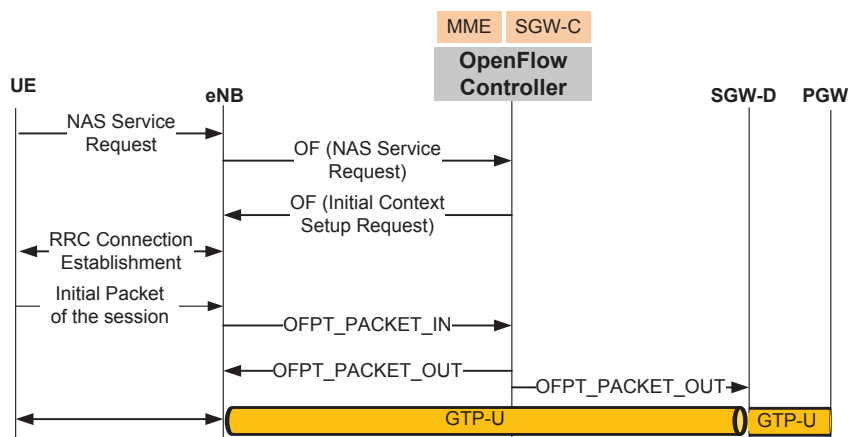 MME SGW-C
OpenFlow
Controller
UE
eNB
SGW-D PGW
NAS Service
Request
OF (NAS Service
Request)
OF (Initial Context
Setup Request)
RRC Connection
Establishment
Initial Packet
of the session
OFPT_PACKET_IN
OFPT_PACKET_OUT
OFPT_PACKET_OUT
GTP-U
GTP-U